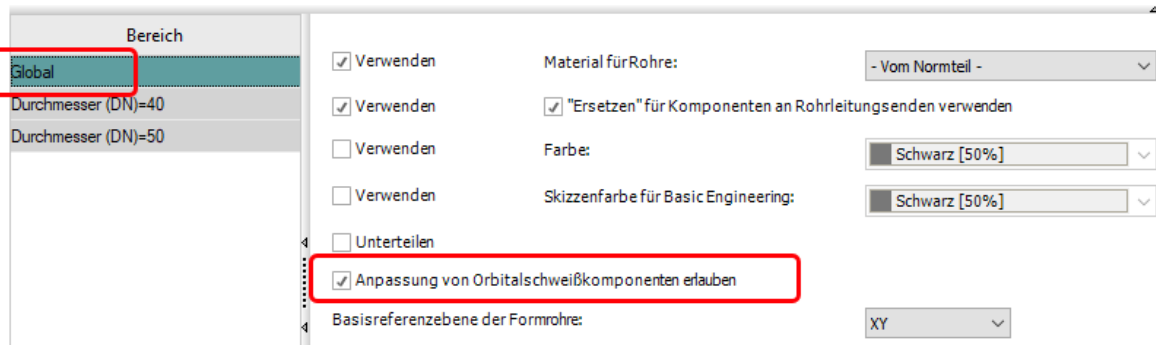 Bereich
Global
Durchmesser (DN)=40
Durchmesser (DN)=50
Verwenden Material für Rohre: - Vom Normteil -
Verwenden "Ersetzen" für Komponenten an Rohrleitungsenden verwenden
Verwenden Farbe: Schwarz [50%]
Verwenden Skizzenfarbe für Basic Engineering: Schwarz [50%]
Unterteilen
Anpassung von Orbitalschweißkomponenten erlauben
Basisreferenzebene der Formrohre: XY